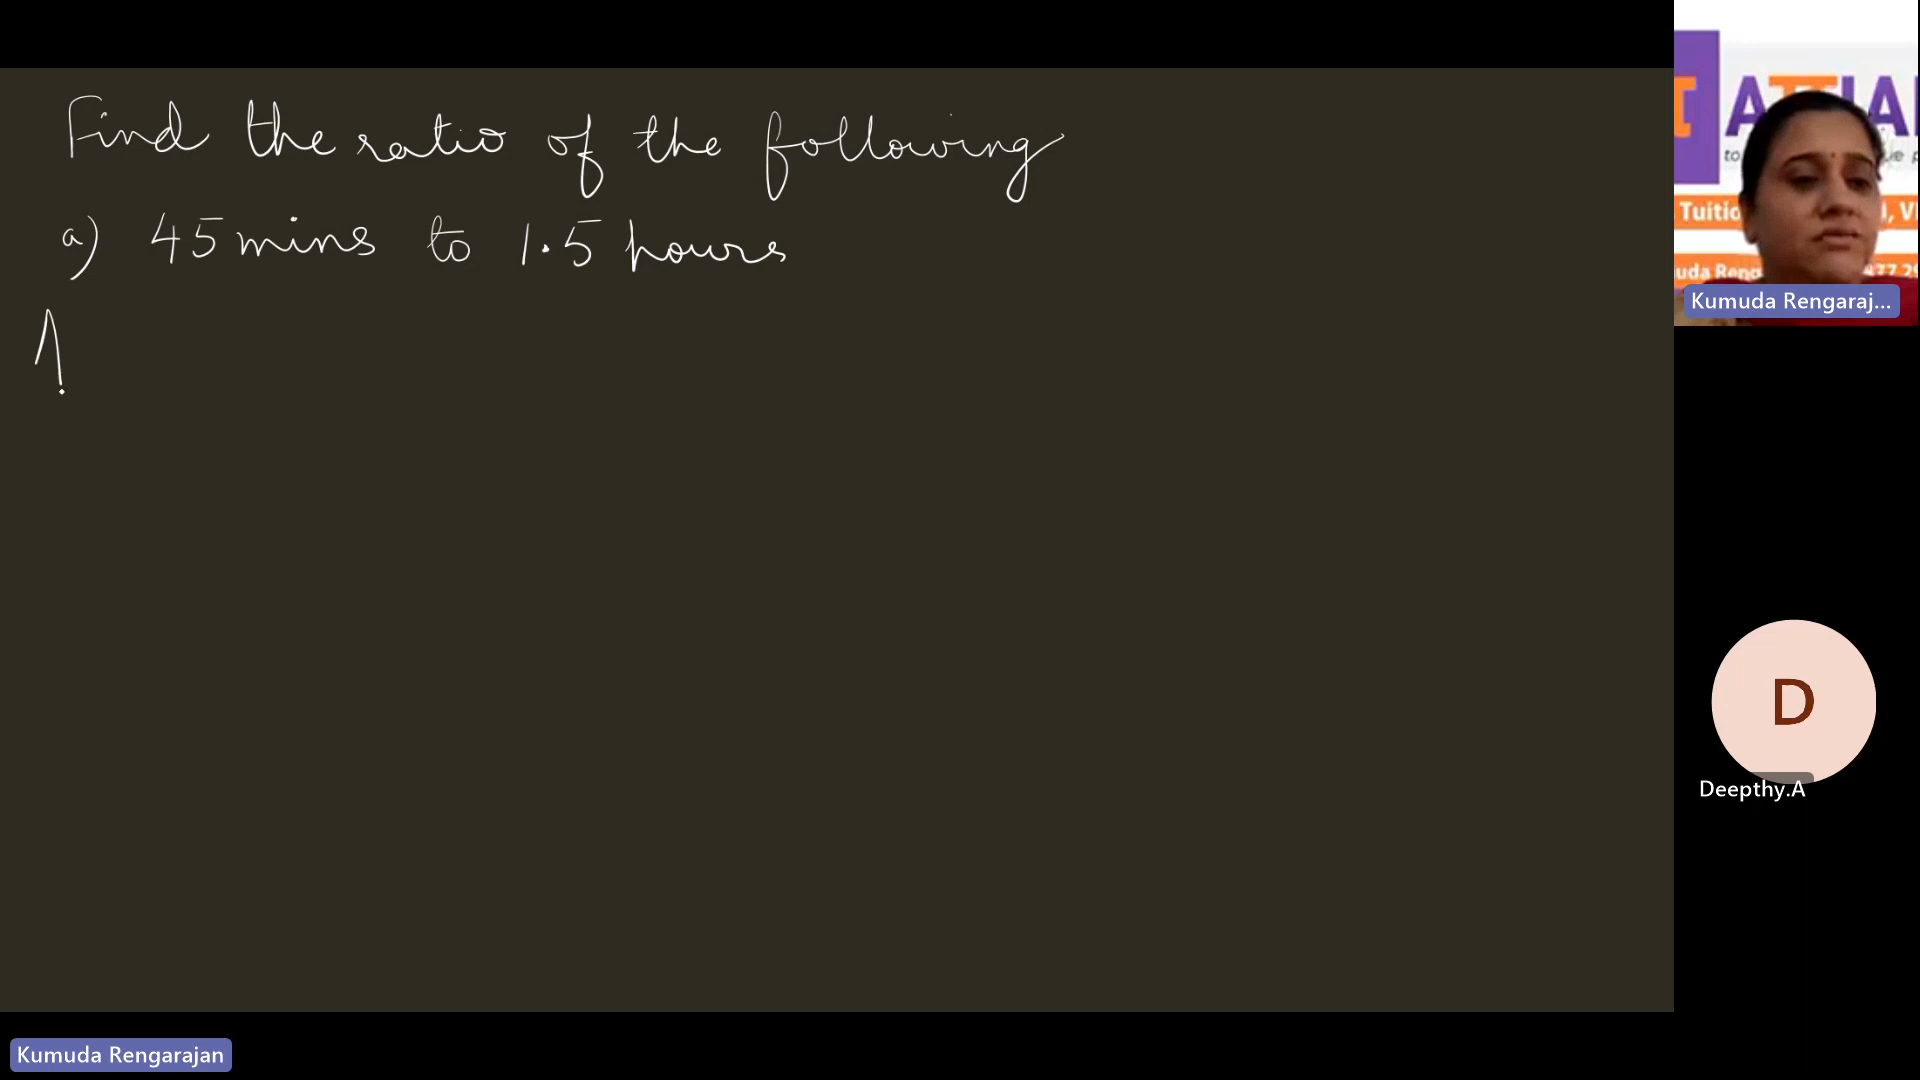 Find the ratio of the following
a) 45 mins to 1.5 hours
Kumuda Rengaraj...
D
Deepthy.A
Kumuda Rengarajan